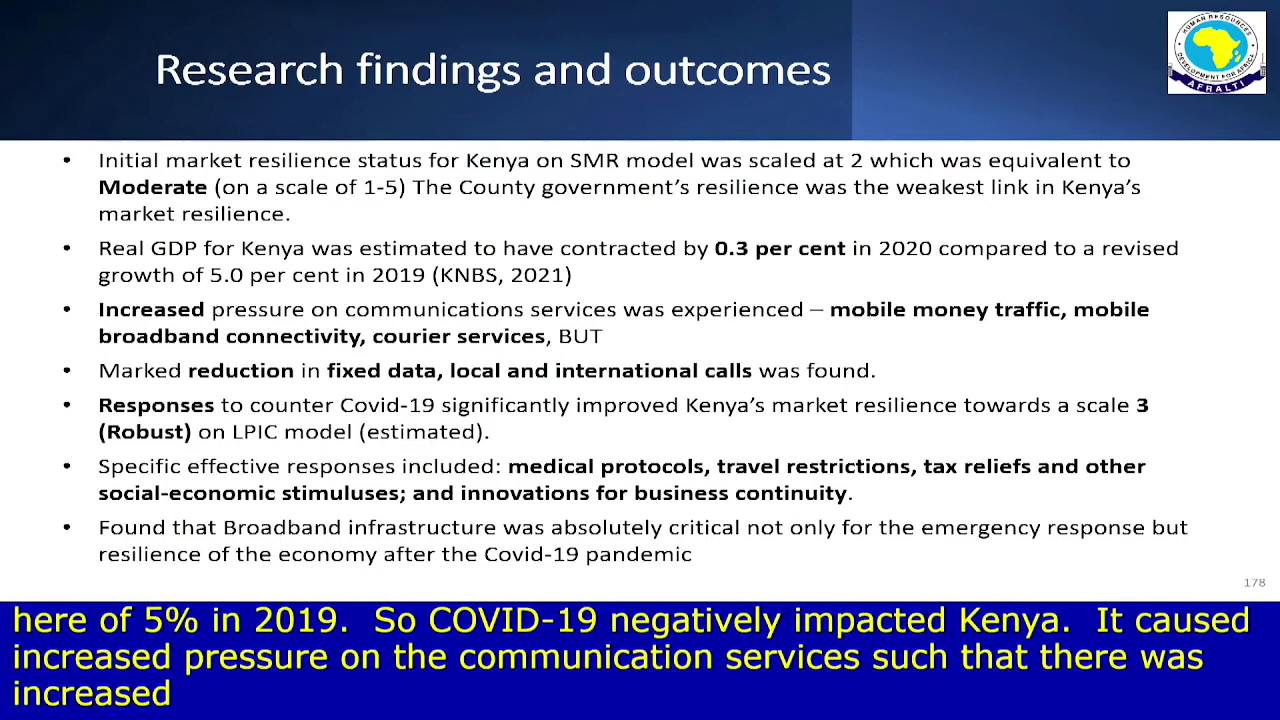 Research findings and outcomes
HUMAN RESOURCES
DEVELOPMENT FOR AFRICA
AFRALTI
• Initial market resilience status for Kenya on SMR model was scaled at 2 which was equivalent to
Moderate (on a scale of 1-5) The County government’s resilience was the weakest link in Kenya’s
market resilience.
• Real GDP for Kenya was estimated to have contracted by 0.3 per cent in 2020 compared to a revised
growth of 5.0 per cent in 2019 (KNBS, 2021)
• Increased pressure on communications services was experienced – mobile money traffic, mobile
broadband connectivity, courier services, BUT
• Marked reduction in fixed data, local and international calls was found.
• Responses to counter Covid-19 significantly improved Kenya’s market resilience towards a scale 3
(Robust) on LPIC model (estimated).
• Specific effective responses included: medical protocols, travel restrictions, tax reliefs and other
social-economic stimuluses; and innovations for business continuity.
• Found that Broadband infrastructure was absolutely critical not only for the emergency response but
resilience of the economy after the Covid-19 pandemic
178
here of 5% in 2019.  So COVID-19 negatively impacted Kenya.  It caused
increased pressure on the communication services such that there was
increased